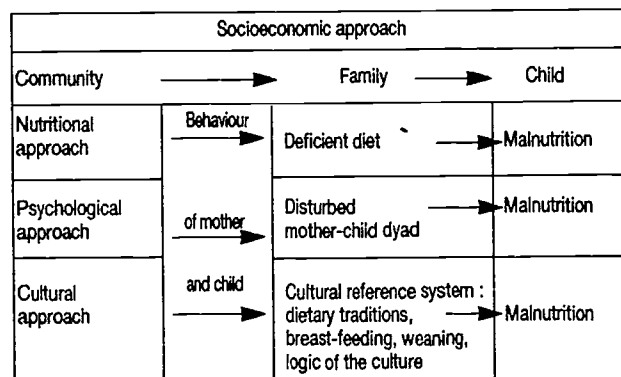 Socioeconomic approach
Community Family Child
Nutritional
approach
Behaviour
Deficient diet
Malnutrition
Psychological
approach
of mother
Disturbed
mother-child dyad
Malnutrition
Cultural
approach
and child
Cultural reference system :
dietary traditions,
breast-feeding, weaning,
logic of the culture
Malnutrition